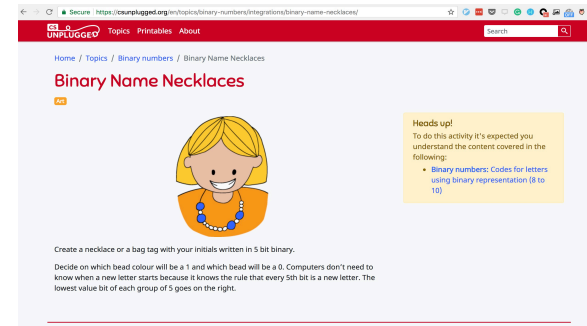 Secure | https://csunplugged.org/en/topics/binary-numbers/integrations/binary-name-necklaces/
CS
UNPLUGGED Topics Printables About Search
Home / Topics / Binary numbers / Binary Name Necklaces
Binary Name Necklaces
Art
Heads up!
To do this activity it's expected you
understand the content covered in the
following:
• Binary numbers: Codes for letters
using binary representation (8 to
10)
Create a necklace or a bag tag with your initials written in 5 bit binary.
Decide on which bead colour will be a 1 and which bead will be a 0. Computers don't need to
know when a new letter starts because it knows the rule that every 5th bit is a new letter. The
lowest value bit of each group of 5 goes on the right.